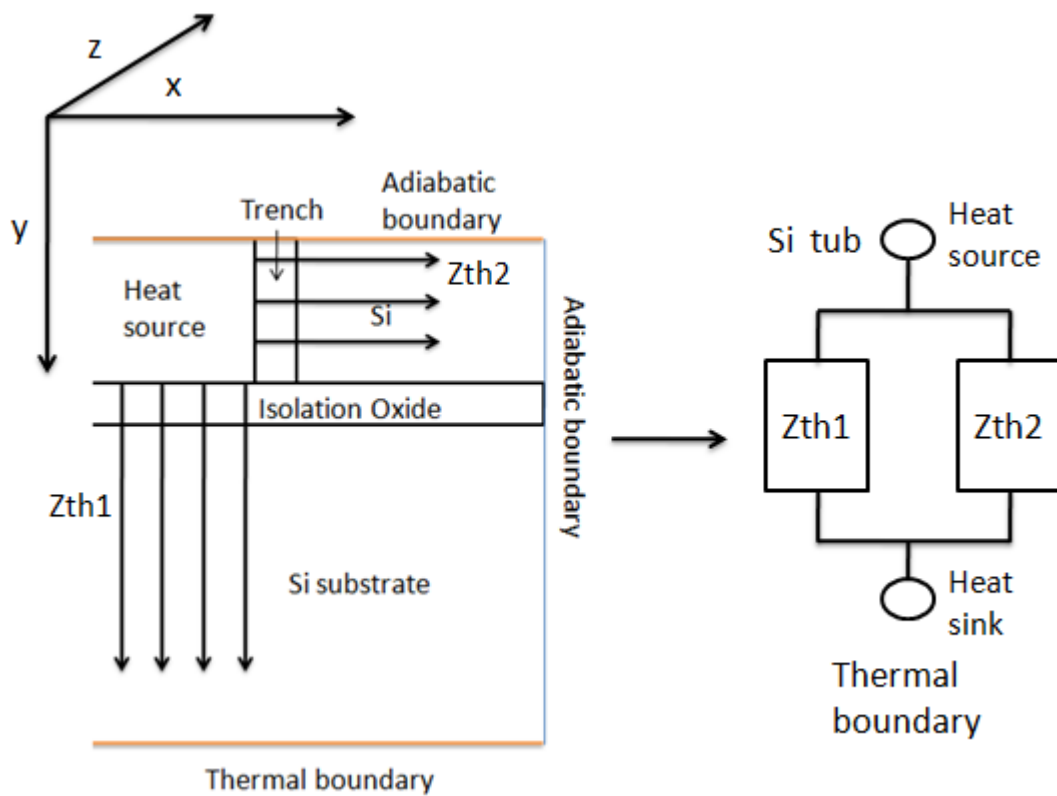 z
x
y
Adiabatic
boundary
Trench
Zth2
Heat
source
Si
Isolation Oxide
Adiabatic boundary
Zth1
Si substrate
Thermal boundary
Si tub
Heat
source
Zth1
Zth2
Heat
sink
Thermal
boundary